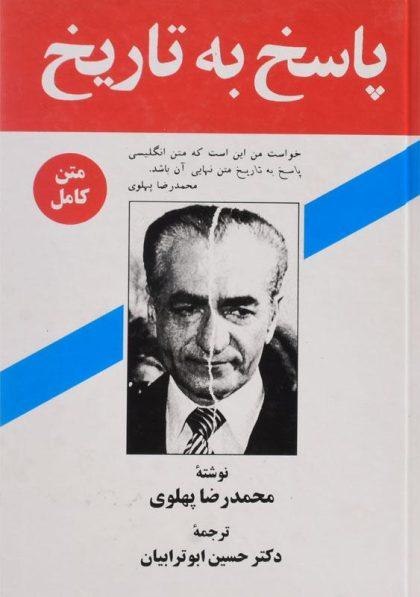 پاسخ به تاریخ
خواست من این است که متن انگلیسی
پاسخ به تاریخ متن نهایی آن باشد.
محمدرضا پهلوی
متن
کامل
نوشتهٔ
محمدرضا پهلوی
ترجمهٔ
دکتر حسین ابوترابیان